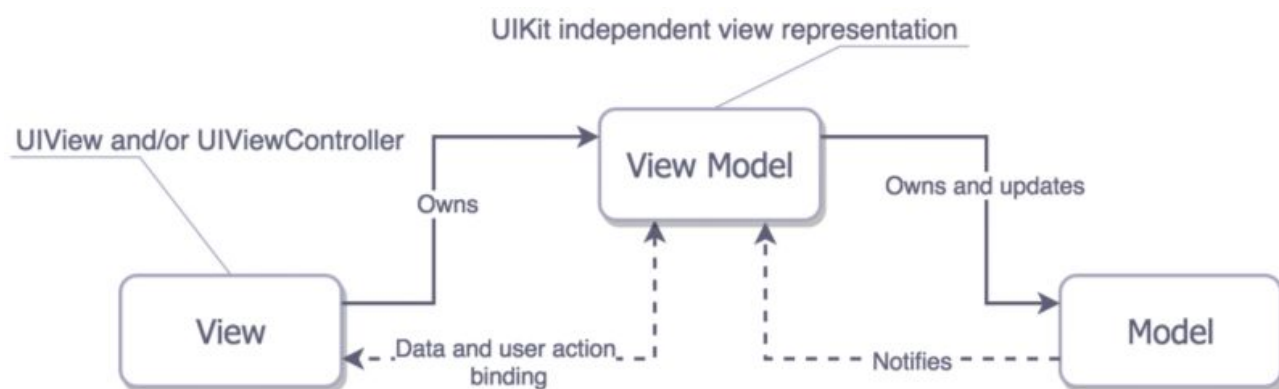 UIKit independent view representation
UIView and/or UIViewController
View Model
Owns and updates
Owns
View
Model
Data and user action
binding
Notifies